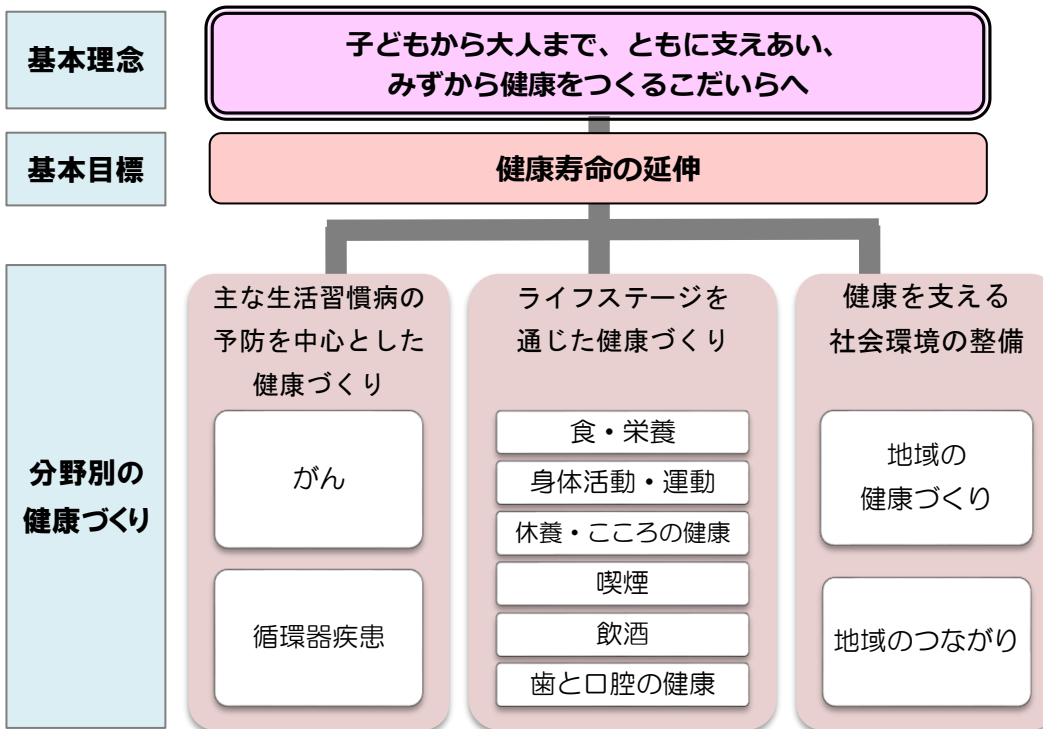 基本理念
子どもから大人まで、ともに支えあい、
みずから健康をつくるこだいらへ
基本目標
健康寿命の延伸
分野別の
健康づくり
主な生活習慣病の
予防を中心とした
健康づくり
がん
循環器疾患
ライフステージを
通じた健康づくり
食・栄養
身体活動・運動
休養・こころの健康
喫煙
飲酒
歯と口腔の健康
健康を支える
社会環境の整備
地域の
健康づくり
地域のつながり